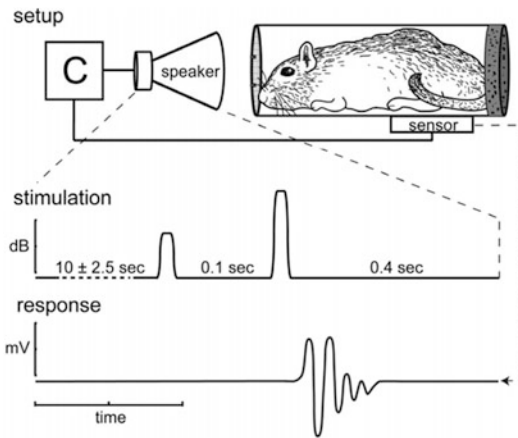 setup
C
speaker
sensor
stimulation
dB
10 ± 2.5 sec
0.1 sec
0.4 sec
response
mV
time